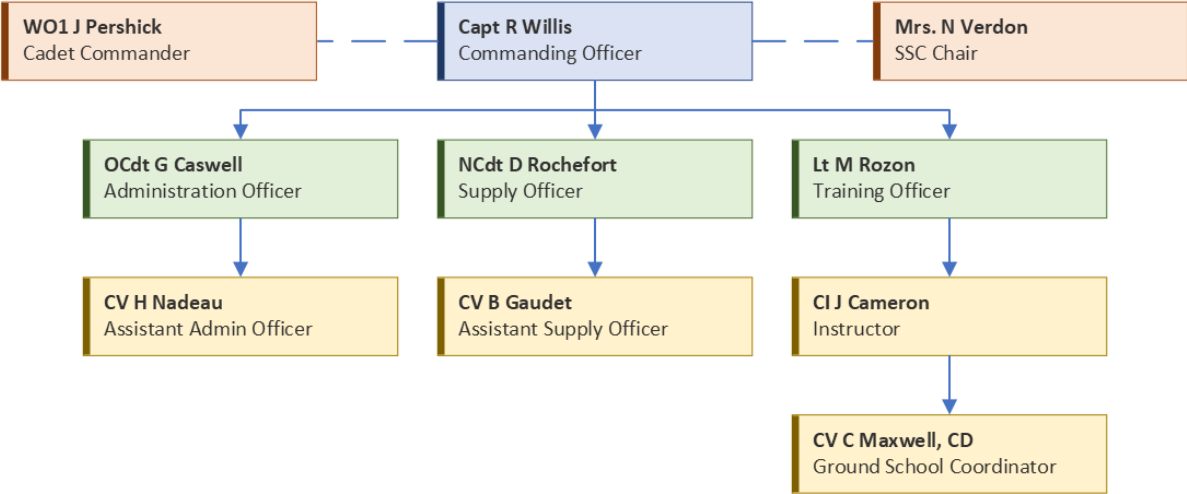 WO1 J Pershick
Cadet Commander
Capt R Willis
Commanding Officer
Mrs. N Verdon
SSC Chair
OCdt G Caswell
Administration Officer
NCdt D Rochefort
Supply Officer
Lt M Rozon
Training Officer
CV H Nadeau
Assistant Admin Officer
CV B Gaudet
Assistant Supply Officer
CI J Cameron
Instructor
CV C Maxwell, CD
Ground School Coordinator